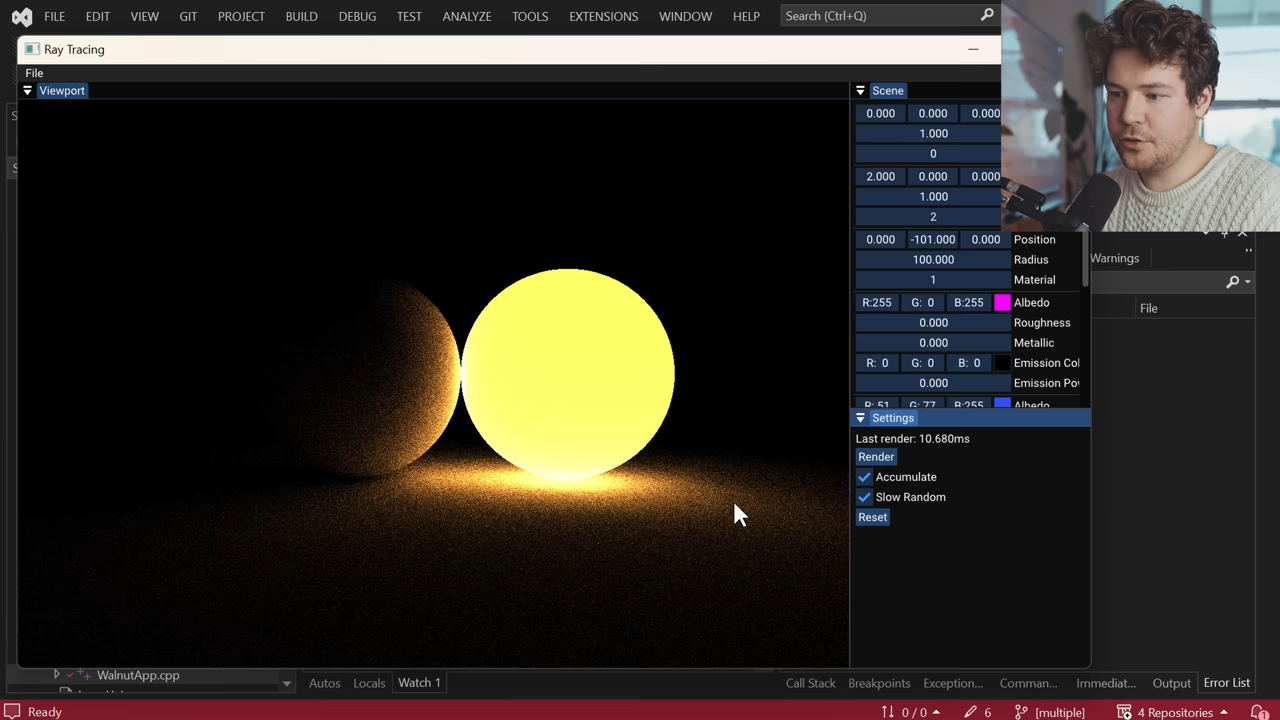 FILE EDIT VIEW GIT PROJECT BUILD DEBUG TEST ANALYZE TOOLS EXTENSIONS WINDOW HELP Search (Ctrl+Q)
Ray Tracing
File
Viewport
Scene
0.000 0.000 0.000
1.000
0
2.000 0.000 0.000
1.000
2
0.000 -101.000 0.000 Position
100.000 Radius
1 Material
R:255 G: 0 B:255 Albedo
0.000 Roughness
0.000 Metallic
R: 0 G: 0 B: 0 Emission Col
0.000 Emission Po
R: 51 G: 77 B:255 Albedo
Settings
Last render: 10.680ms
Render
Accumulate
Slow Random
Reset
Warnings
File
WalnutApp.cpp
Autos Locals Watch 1
Call Stack Breakpoints Exception... Comman... Immediat... Output Error List
Ready
0 / 0 6 [multiple] 4 Repositories 1